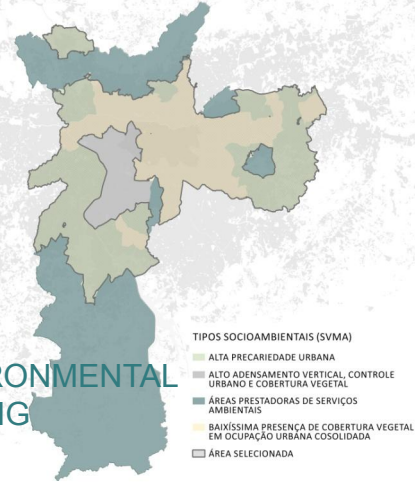 TIPOS SOCIOAMBIENTAIS (SVMA)
ALTA PRECARIEDADE URBANA
ALTO ADENSAMENTO VERTICAL, CONTROLE
URBANO E COBERTURA VEGETAL
ÁREAS PRESTADORAS DE SERVIÇOS
AMBIENTAIS
RONMENTAL
G
BAIXÍSSIMA PRESENÇA DE COBERTURA VEGETAL
EM OCUPAÇÃO URBANA COSOLIDADA
ÁREA SELECIONADA